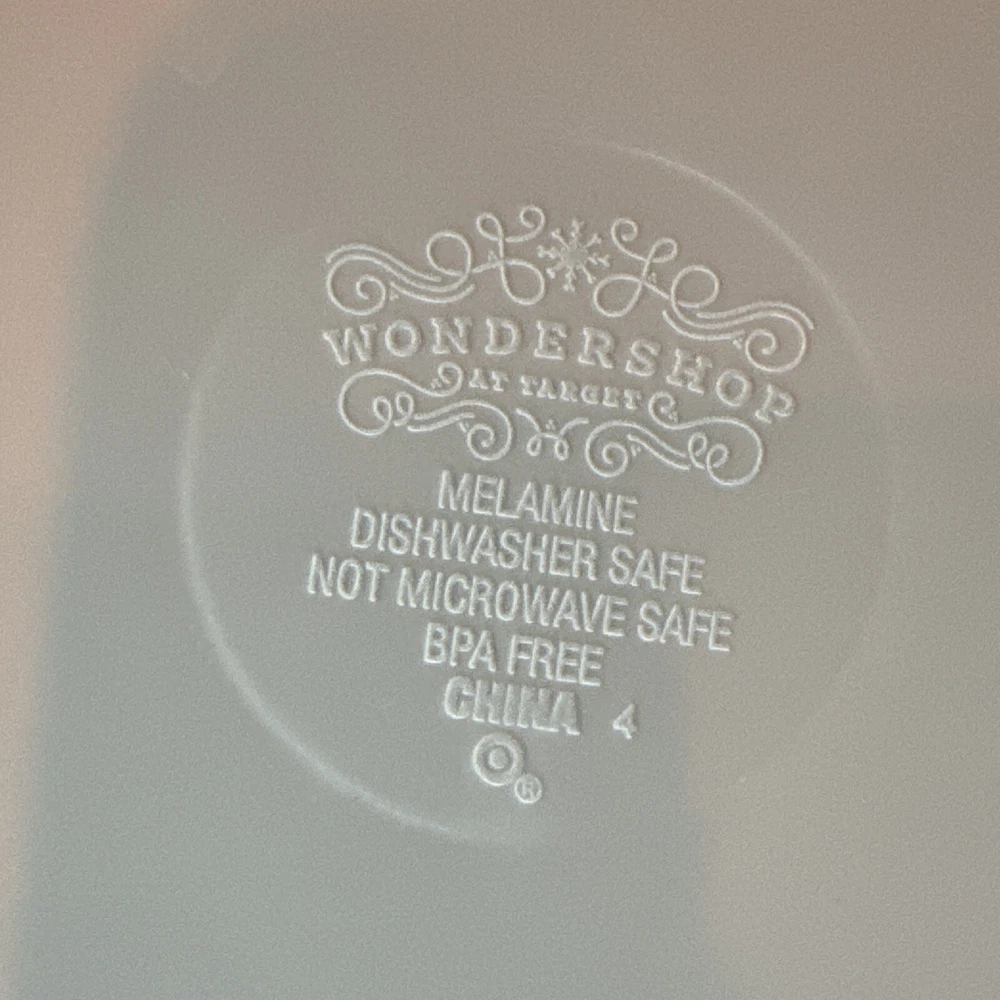 WONDERSHOP
AT TARGET
MELAMINE
DISHWASHER SAFE
NOT MICROWAVE SAFE
BPA FREE
CHINA 4
®